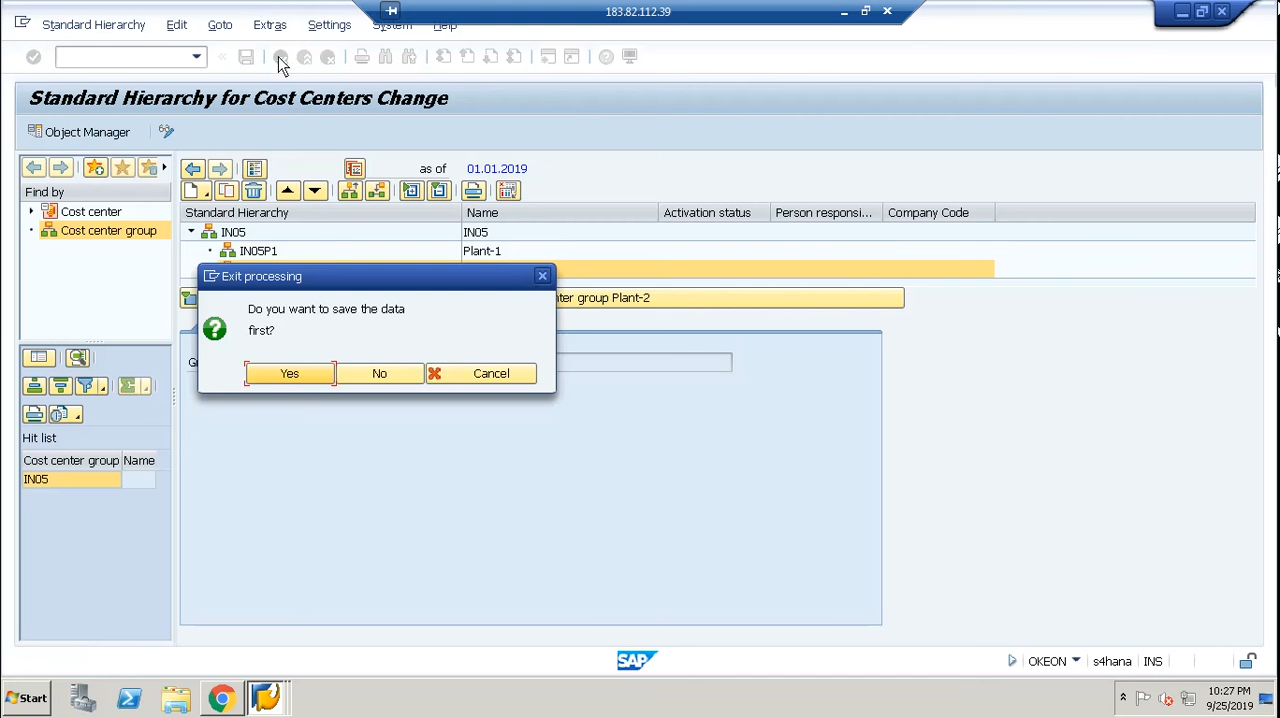 183.82.112.39
Standard Hierarchy Edit Goto Extras Settings System Help
Standard Hierarchy for Cost Centers Change
Object Manager
as of 01.01.2019
Find by
Cost center
Cost center group
Standard Hierarchy Name Activation status Person responsi... Company Code
IN05 IN05
IN05P1 Plant-1
Exit processing
ter group Plant-2
Do you want to save the data
first?
Yes No Cancel
Hit list
Cost center group Name
IN05
SAP
OKEON s4hana INS
Start
10:27 PM
9/25/2019